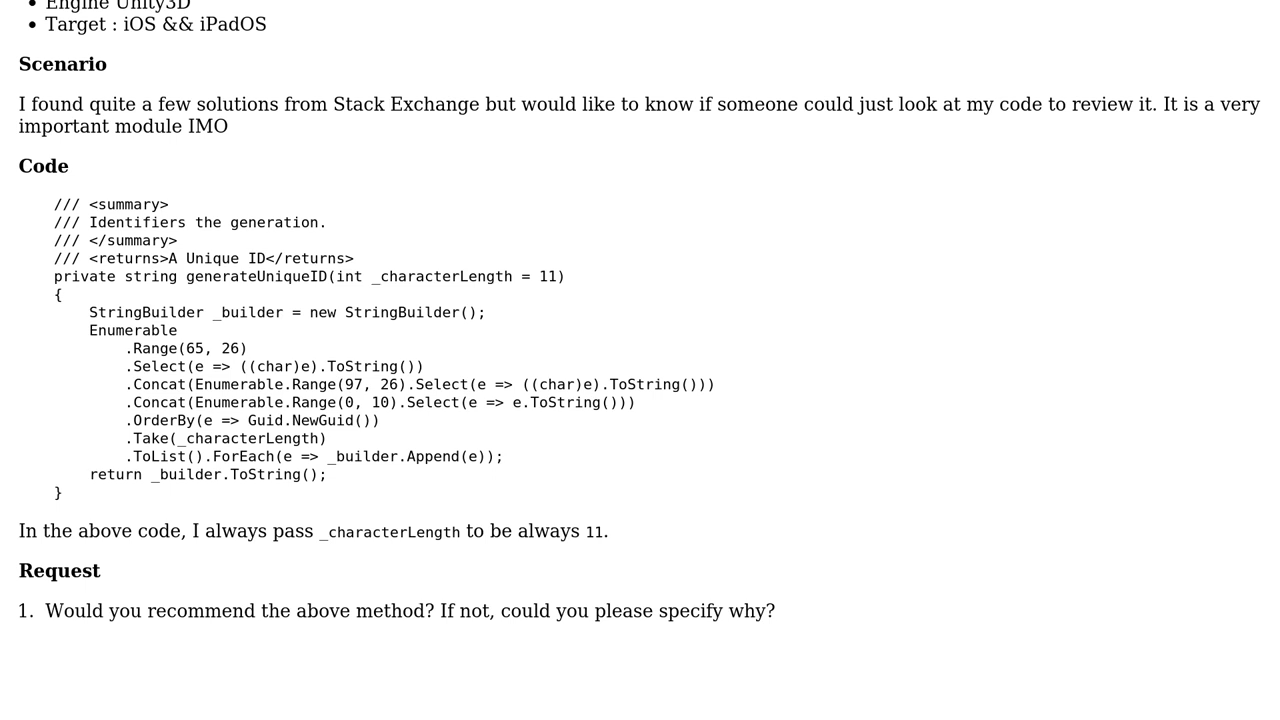 Engine Unity3D
Target : iOS && iPadOS
Scenario
I found quite a few solutions from Stack Exchange but would like to know if someone could just look at my code to review it. It is a very
important module IMO
Code
/// <summary>
/// Identifiers the generation.
/// </summary>
/// <returns>A Unique ID</returns>
private string generateUniqueID(int _characterLength = 11)
{
    StringBuilder _builder = new StringBuilder();
    Enumerable
        .Range(65, 26)
        .Select(e => ((char)e).ToString())
        .Concat(Enumerable.Range(97, 26).Select(e => ((char)e).ToString()))
        .Concat(Enumerable.Range(0, 10).Select(e => e.ToString()))
        .OrderBy(e => Guid.NewGuid())
        .Take(_characterLength)
        .ToList().ForEach(e => _builder.Append(e));
    return _builder.ToString();
}
In the above code, I always pass _characterLength to be always 11.
Request
1. Would you recommend the above method? If not, could you please specify why?